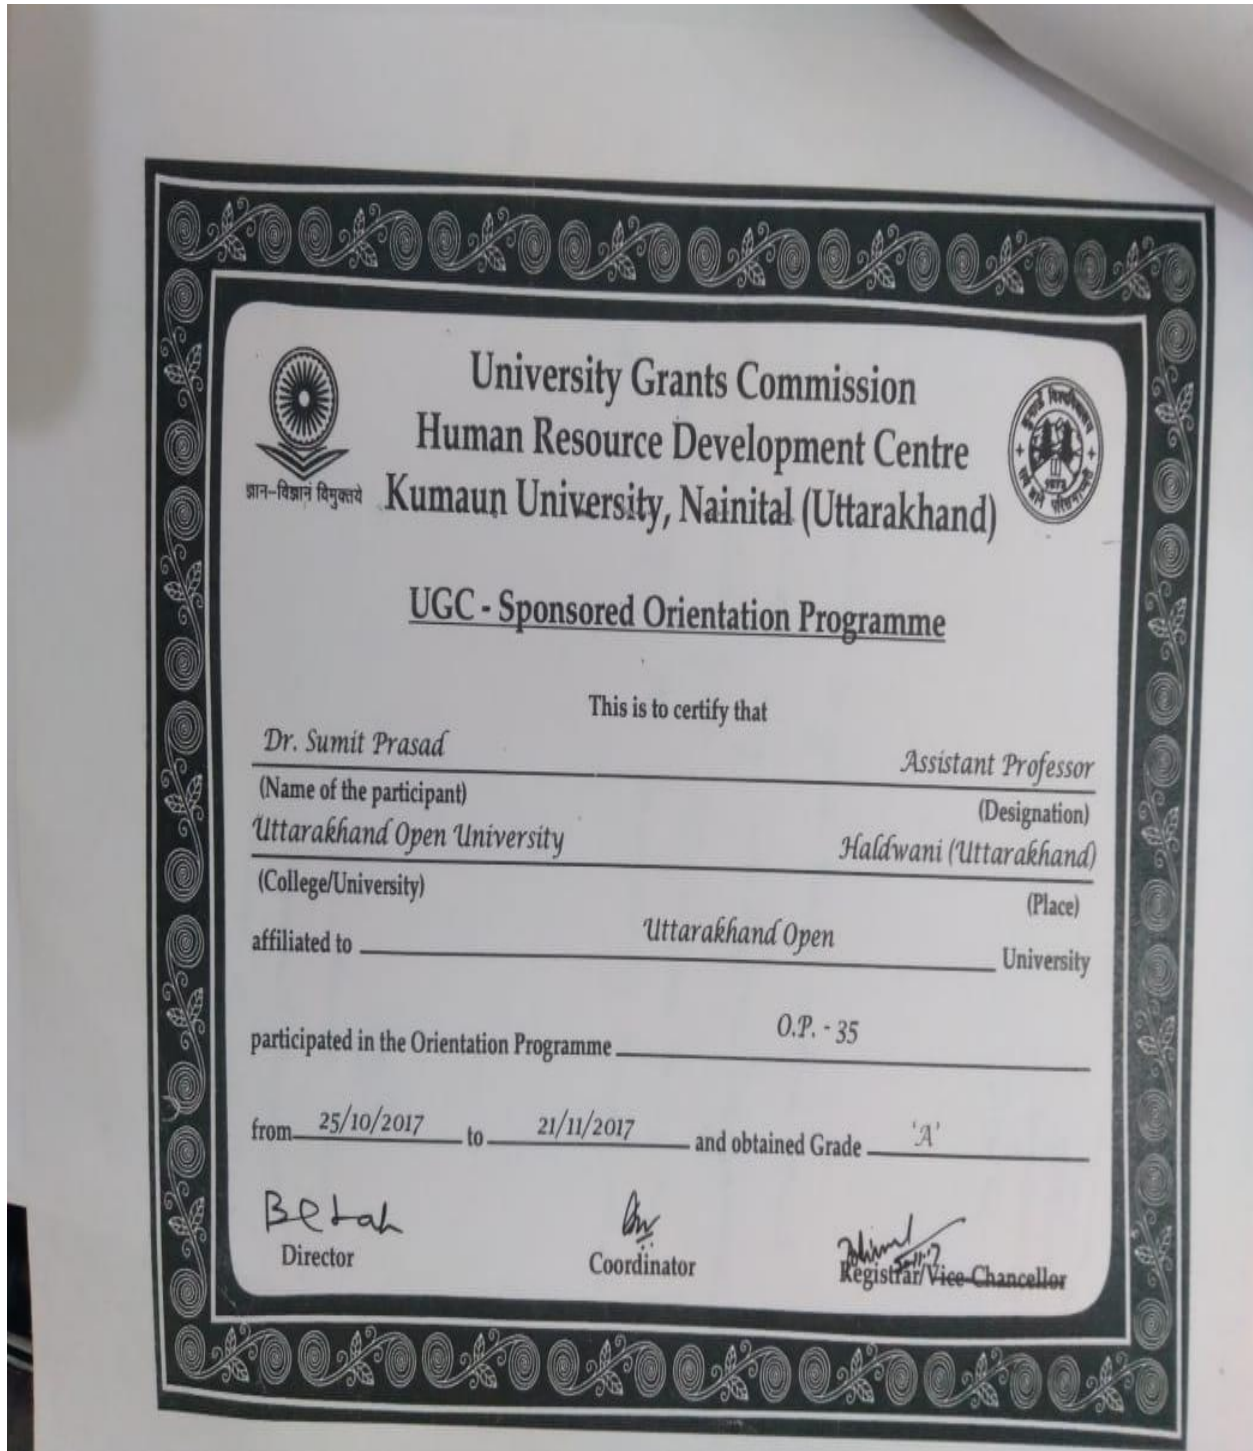 University Grants Commission
Human Resource Development Centre
Kumaun University, Nainital (Uttarakhand)
ज्ञान-विज्ञानं विमुक्तये
UGC - Sponsored Orientation Programme
This is to certify that
Dr. Sumit Prasad Assistant Professor
(Name of the participant) (Designation)
Uttarakhand Open University Haldwani (Uttarakhand)
(College/University) (Place)
affiliated to Uttarakhand Open University
participated in the Orientation Programme O.P. - 35
from 25/10/2017 to 21/11/2017 and obtained Grade 'A'
Director Coordinator Registrar/Vice-Chancellor